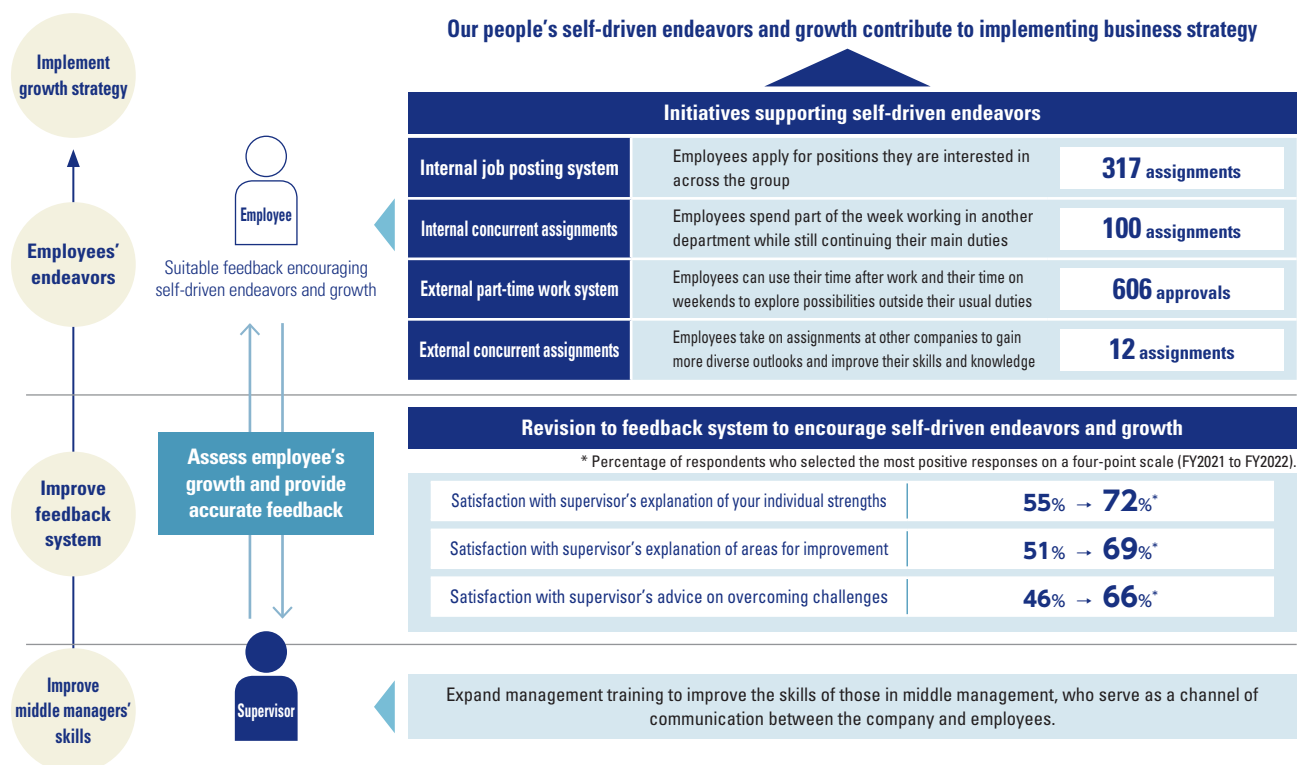 Our people's self-driven endeavors and growth contribute to implementing business strategy
Implement
growth strategy
Employees'
endeavors
Improve
feedback
system
Improve
middle managers'
skills
Employee
Suitable feedback encouraging
self-driven endeavors and growth
Assess employee's
growth and provide
accurate feedback
Supervisor
Initiatives supporting self-driven endeavors
Internal job posting system
Employees apply for positions they are interested in
across the group
317 assignments
Internal concurrent assignments
Employees spend part of the week working in another
department while still continuing their main duties
100 assignments
External part-time work system
Employees can use their time after work and their time on
weekends to explore possibilities outside their usual duties
606 approvals
External concurrent assignments
Employees take on assignments at other companies to gain
more diverse outlooks and improve their skills and knowledge
12 assignments
Revision to feedback system to encourage self-driven endeavors and growth
* Percentage of respondents who selected the most positive responses on a four-point scale (FY2021 to FY2022).
Satisfaction with supervisor's explanation of your individual strengths 55% → 72%*
Satisfaction with supervisor's explanation of areas for improvement 51% → 69%*
Satisfaction with supervisor's advice on overcoming challenges 46% → 66%*
Expand management training to improve the skills of those in middle management, who serve as a channel of
communication between the company and employees.